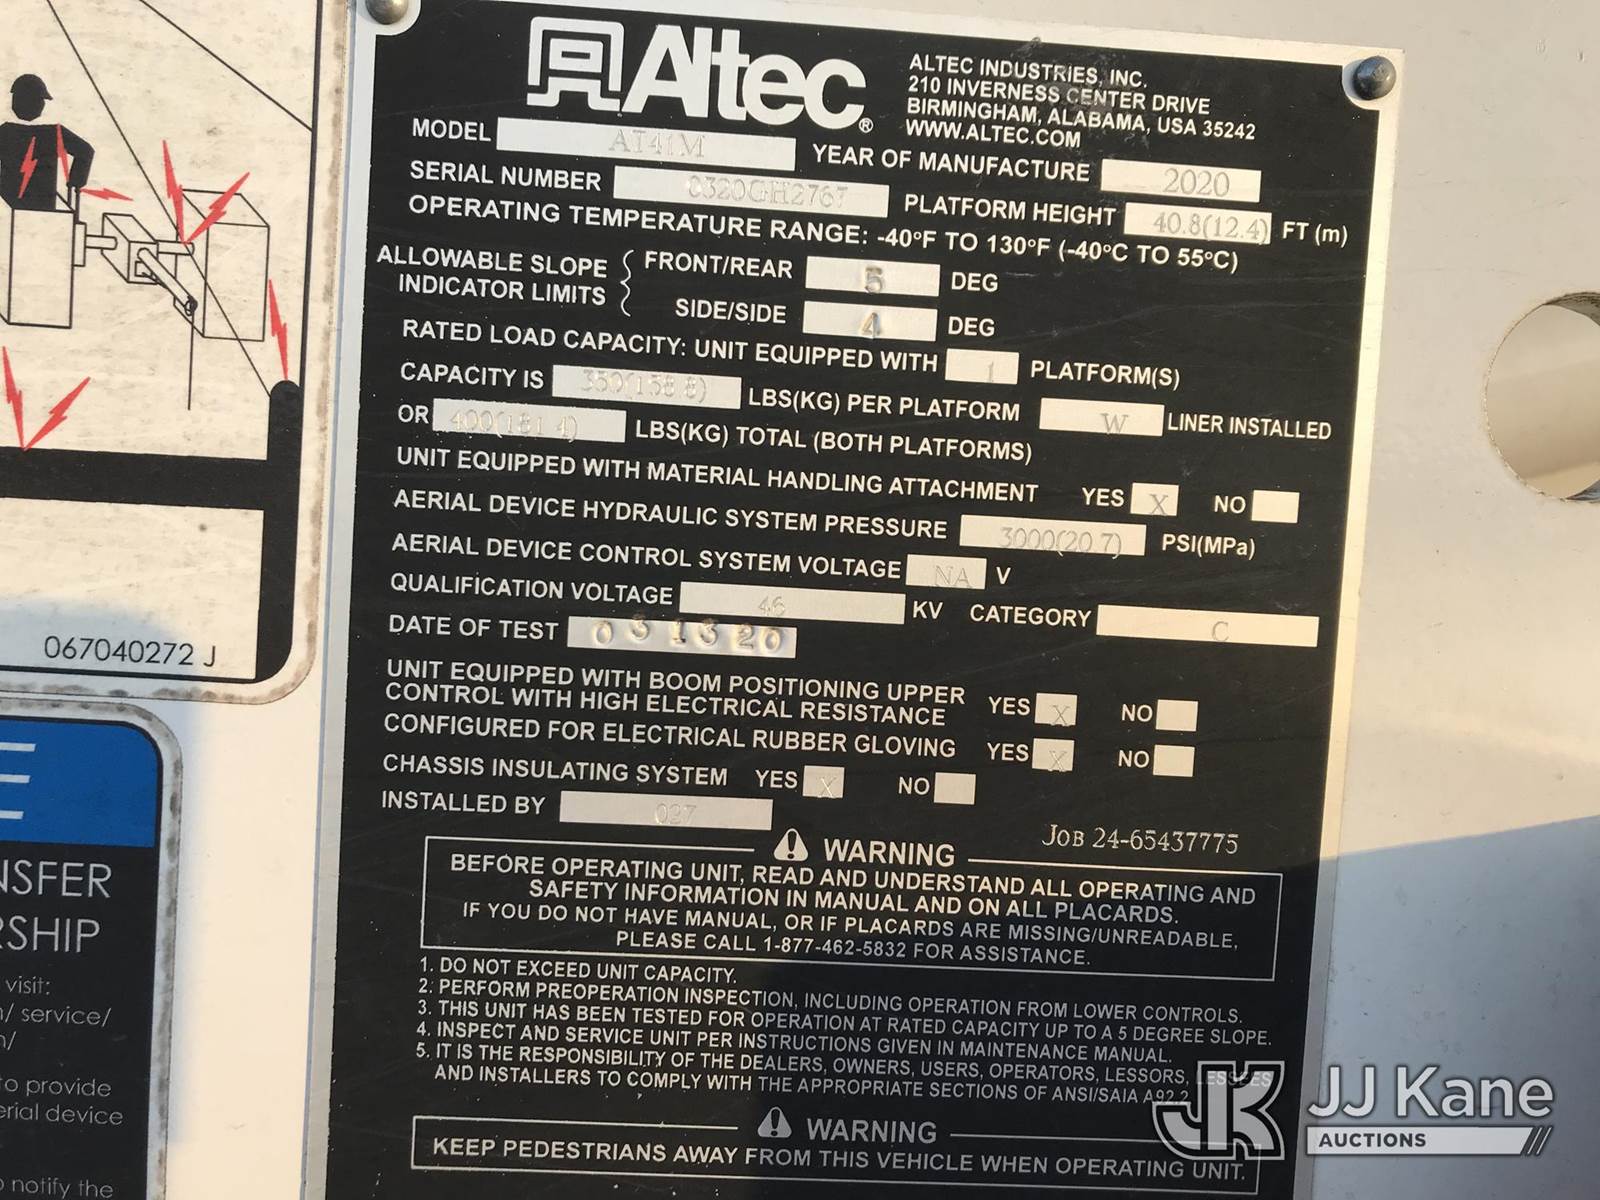 Altec®
ALTEC INDUSTRIES, INC.
210 INVERNESS CENTER DRIVE
BIRMINGHAM, ALABAMA, USA 35242
WWW.ALTEC.COM
MODEL AT41M YEAR OF MANUFACTURE 2020
SERIAL NUMBER 0320GH2767 PLATFORM HEIGHT 40.8(12.4) FT (m)
OPERATING TEMPERATURE RANGE: -40°F TO 130°F (-40°C TO 55°C)
ALLOWABLE SLOPE INDICATOR LIMITS { FRONT/REAR 5 DEG
SIDE/SIDE 4 DEG
RATED LOAD CAPACITY: UNIT EQUIPPED WITH 1 PLATFORM(S)
CAPACITY IS 350(158.8) LBS(KG) PER PLATFORM W LINER INSTALLED
OR 400(181.4) LBS(KG) TOTAL (BOTH PLATFORMS)
UNIT EQUIPPED WITH MATERIAL HANDLING ATTACHMENT YES X NO
AERIAL DEVICE HYDRAULIC SYSTEM PRESSURE 3000(20.7) PSI(MPa)
AERIAL DEVICE CONTROL SYSTEM VOLTAGE NA V
QUALIFICATION VOLTAGE 46 KV CATEGORY C
DATE OF TEST 031320
UNIT EQUIPPED WITH BOOM POSITIONING UPPER
CONTROL WITH HIGH ELECTRICAL RESISTANCE YES X NO
CONFIGURED FOR ELECTRICAL RUBBER GLOVING YES X NO
CHASSIS INSULATING SYSTEM YES X NO
INSTALLED BY 027
JOB 24-65437775
WARNING
BEFORE OPERATING UNIT, READ AND UNDERSTAND ALL OPERATING AND
SAFETY INFORMATION IN MANUAL AND ON ALL PLACARDS.
IF YOU DO NOT HAVE MANUAL, OR IF PLACARDS ARE MISSING/UNREADABLE,
PLEASE CALL 1-877-462-5832 FOR ASSISTANCE.
1. DO NOT EXCEED UNIT CAPACITY.
2. PERFORM PREOPERATION INSPECTION, INCLUDING OPERATION FROM LOWER CONTROLS.
3. THIS UNIT HAS BEEN TESTED FOR OPERATION AT RATED CAPACITY UP TO A 5 DEGREE SLOPE.
4. INSPECT AND SERVICE UNIT PER INSTRUCTIONS GIVEN IN MAINTENANCE MANUAL.
5. IT IS THE RESPONSIBILITY OF THE DEALERS, OWNERS, USERS, OPERATORS, LESSORS, LESSEES
AND INSTALLERS TO COMPLY WITH THE APPROPRIATE SECTIONS OF ANSI/SAIA A92.2
WARNING
KEEP PEDESTRIANS AWAY FROM THIS VEHICLE WHEN OPERATING UNIT.
067040272 J
E
NSFER
RSHIP
visit:
/ service/
to provide
erial device
notify the
JK JJ Kane
AUCTIONS